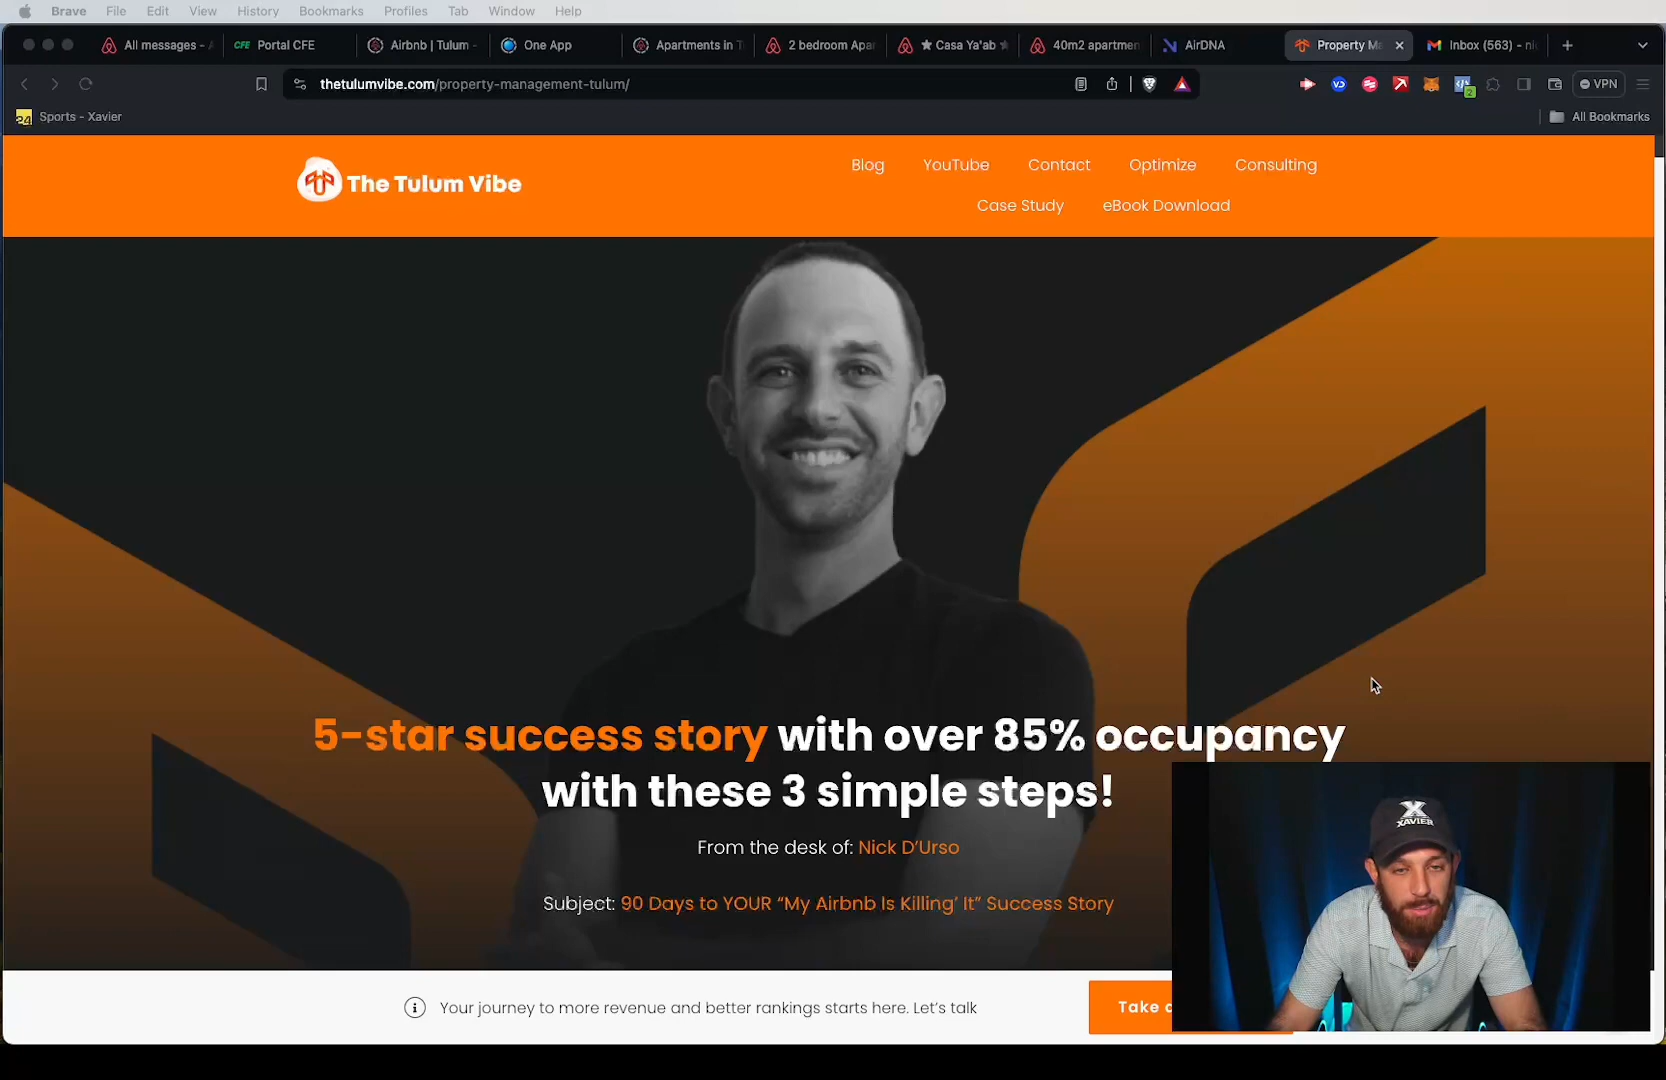 Brave File Edit View History Bookmarks Profiles Tab Window Help
All messages - A
CFE Portal CFE
Airbnb | Tulum -
One App
Apartments in T
2 bedroom Apar
★ Casa Ya'ab ★
40m2 apartmen
AirDNA
Property Ma
Inbox (563) - ni
thetulumvibe.com/property-management-tulum/
2
VPN
24 Sports - Xavier
All Bookmarks
The Tulum Vibe
Blog YouTube Contact Optimize Consulting
Case Study eBook Download
5-star success story with over 85% occupancy
with these 3 simple steps!
From the desk of: Nick D’Urso
Subject: 90 Days to YOUR “My Airbnb Is Killing’ It” Success Story
X
XAVIER
Your journey to more revenue and better rankings starts here. Let’s talk
Take